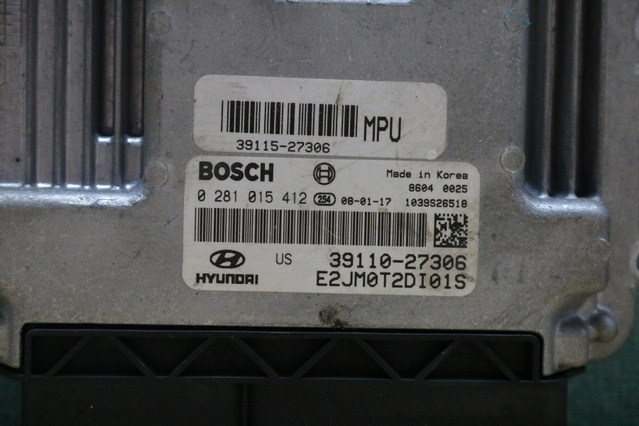 MPU
39115-27306
BOSCH
Made in Korea
8604 0025
0 281 015 412 254 08-01-17 1039S26518
HYUNDAI US 39110-27306
E2JM0T2DI01S